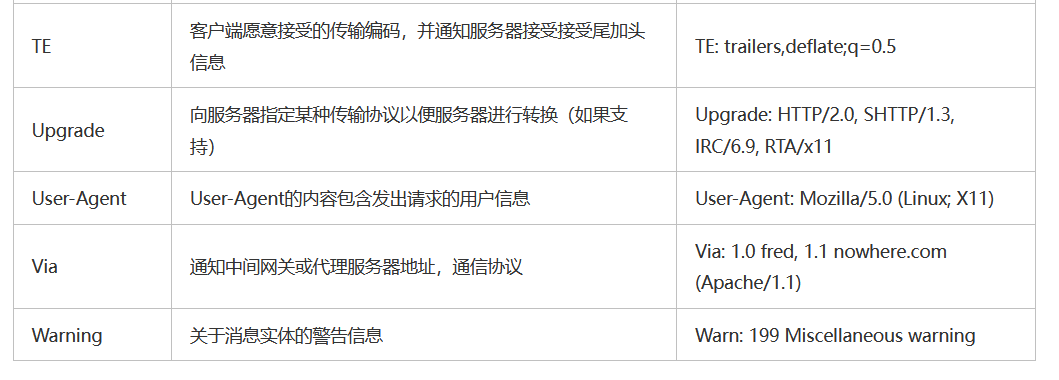 TE
客户端愿意接受的传输编码，并通知服务器接受接受尾加头
信息
TE: trailers,deflate;q=0.5
Upgrade
向服务器指定某种传输协议以便服务器进行转换（如果支
持）
Upgrade: HTTP/2.0, SHTTP/1.3,
IRC/6.9, RTA/x11
User-Agent
User-Agent的内容包含发出请求的用户信息
User-Agent: Mozilla/5.0 (Linux; X11)
Via
通知中间网关或代理服务器地址，通信协议
Via: 1.0 fred, 1.1 nowhere.com
(Apache/1.1)
Warning
关于消息实体的警告信息
Warn: 199 Miscellaneous warning